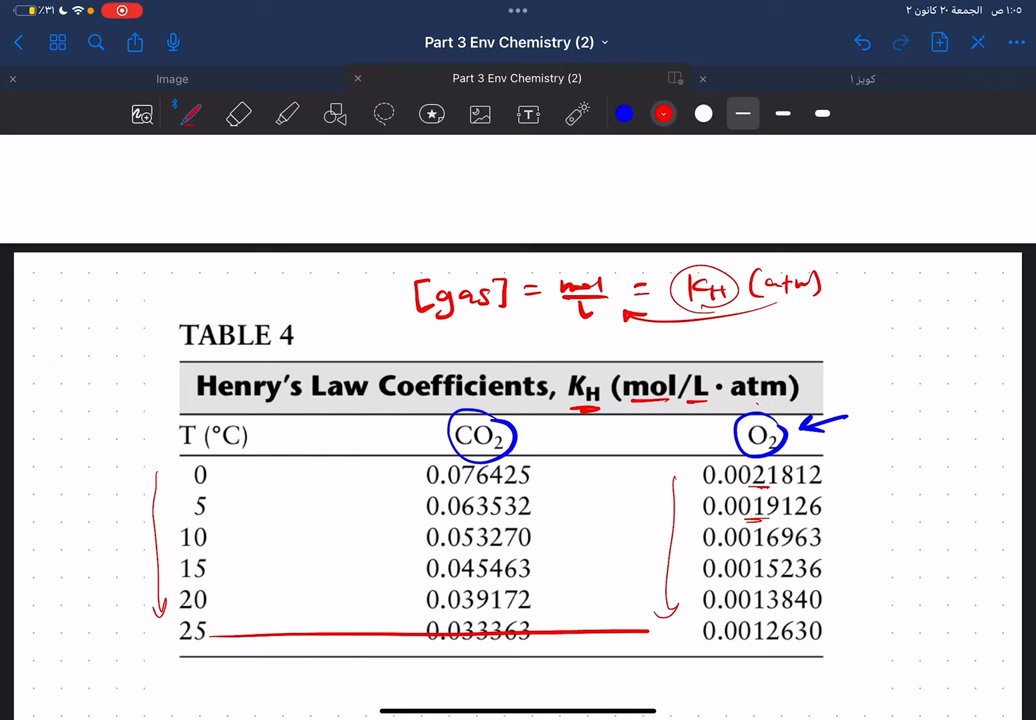 ٪٣١ ١:٠٥ ص الجمعة ٢٠ كانون ٢
Part 3 Env Chemistry (2)
Image Part 3 Env Chemistry (2) كويز ١
T
[gas] = mol/L = KH (atm)
TABLE 4
Henry's Law Coefficients, KH (mol/L · atm)
T (°C) CO2 O2
0 0.076425 0.0021812
5 0.063532 0.0019126
10 0.053270 0.0016963
15 0.045463 0.0015236
20 0.039172 0.0013840
25 0.033363 0.0012630